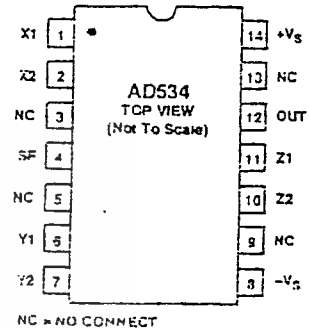 X1 1 14 +VS
X2 2 13 NC
NC 3 12 OUT
SF 4 11 Z1
NC 5 10 Z2
Y1 6 9 NC
Y2 7 8 -VS
AD534
TOP VIEW
(Not To Scale)
NC = NO CONNECT